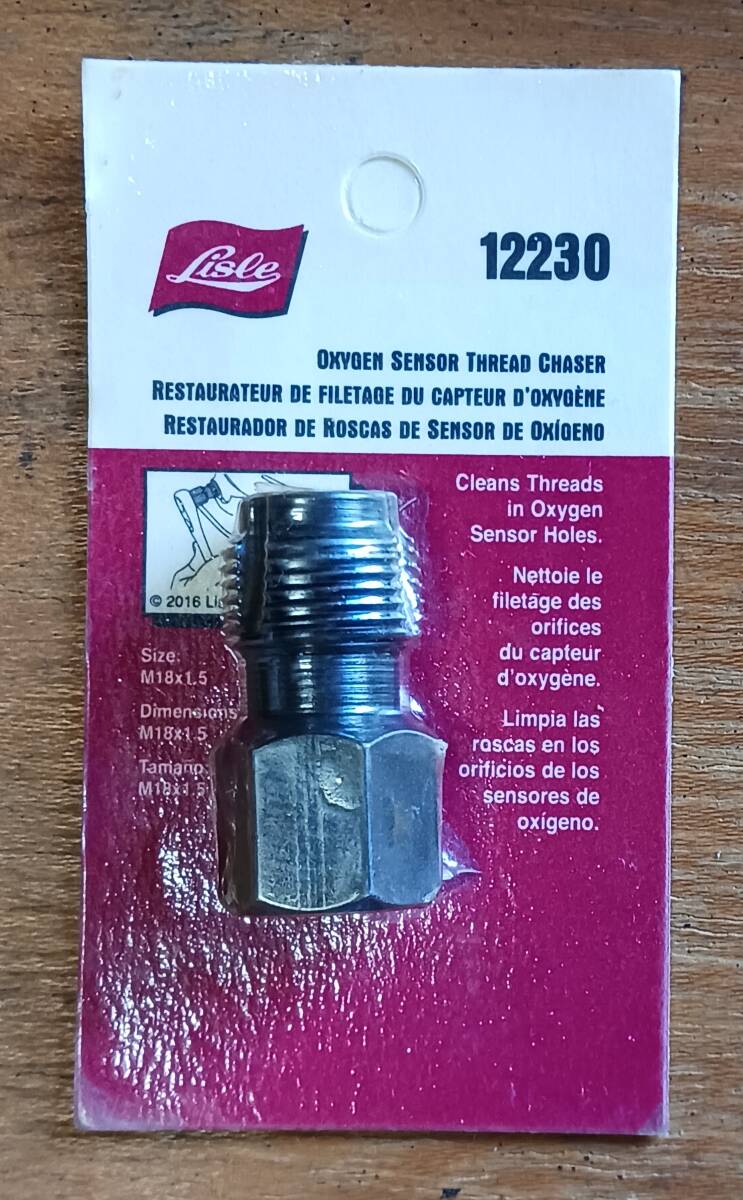 Lisle
12230
OXYGEN SENSOR THREAD CHASER
RESTAURATEUR DE FILETAGE DU CAPTEUR D'OXYGÈNE
RESTAURADOR DE ROSCAS DE SENSOR DE OXÍGENO
Cleans Threads
in Oxygen
Sensor Holes.
Nettoie le
filetage des
orifices
du capteur
d'oxygène.
Limpia las
roscas en los
orificios de los
sensores de
oxígeno.
© 2016
Size:
M18x1.5
Dimensions
M18x1.5
Tamaño:
M18x1.5